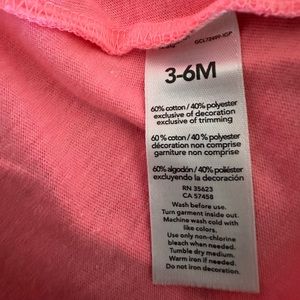 3-6M
60% cotton / 40% polyester
exclusive of decoration
exclusive of trimming
60 % coton / 40 % polyester
décoration non comprise
garniture non comprise
60% algodón / 40% poliéster
excluyendo la decoración
RN 35623
CA 57458
Wash before use.
Turn garment inside out.
Machine wash cold with
like colors.
Use only non-chlorine
bleach when needed.
Tumble dry medium.
Warm iron if needed.
Do not iron decoration.